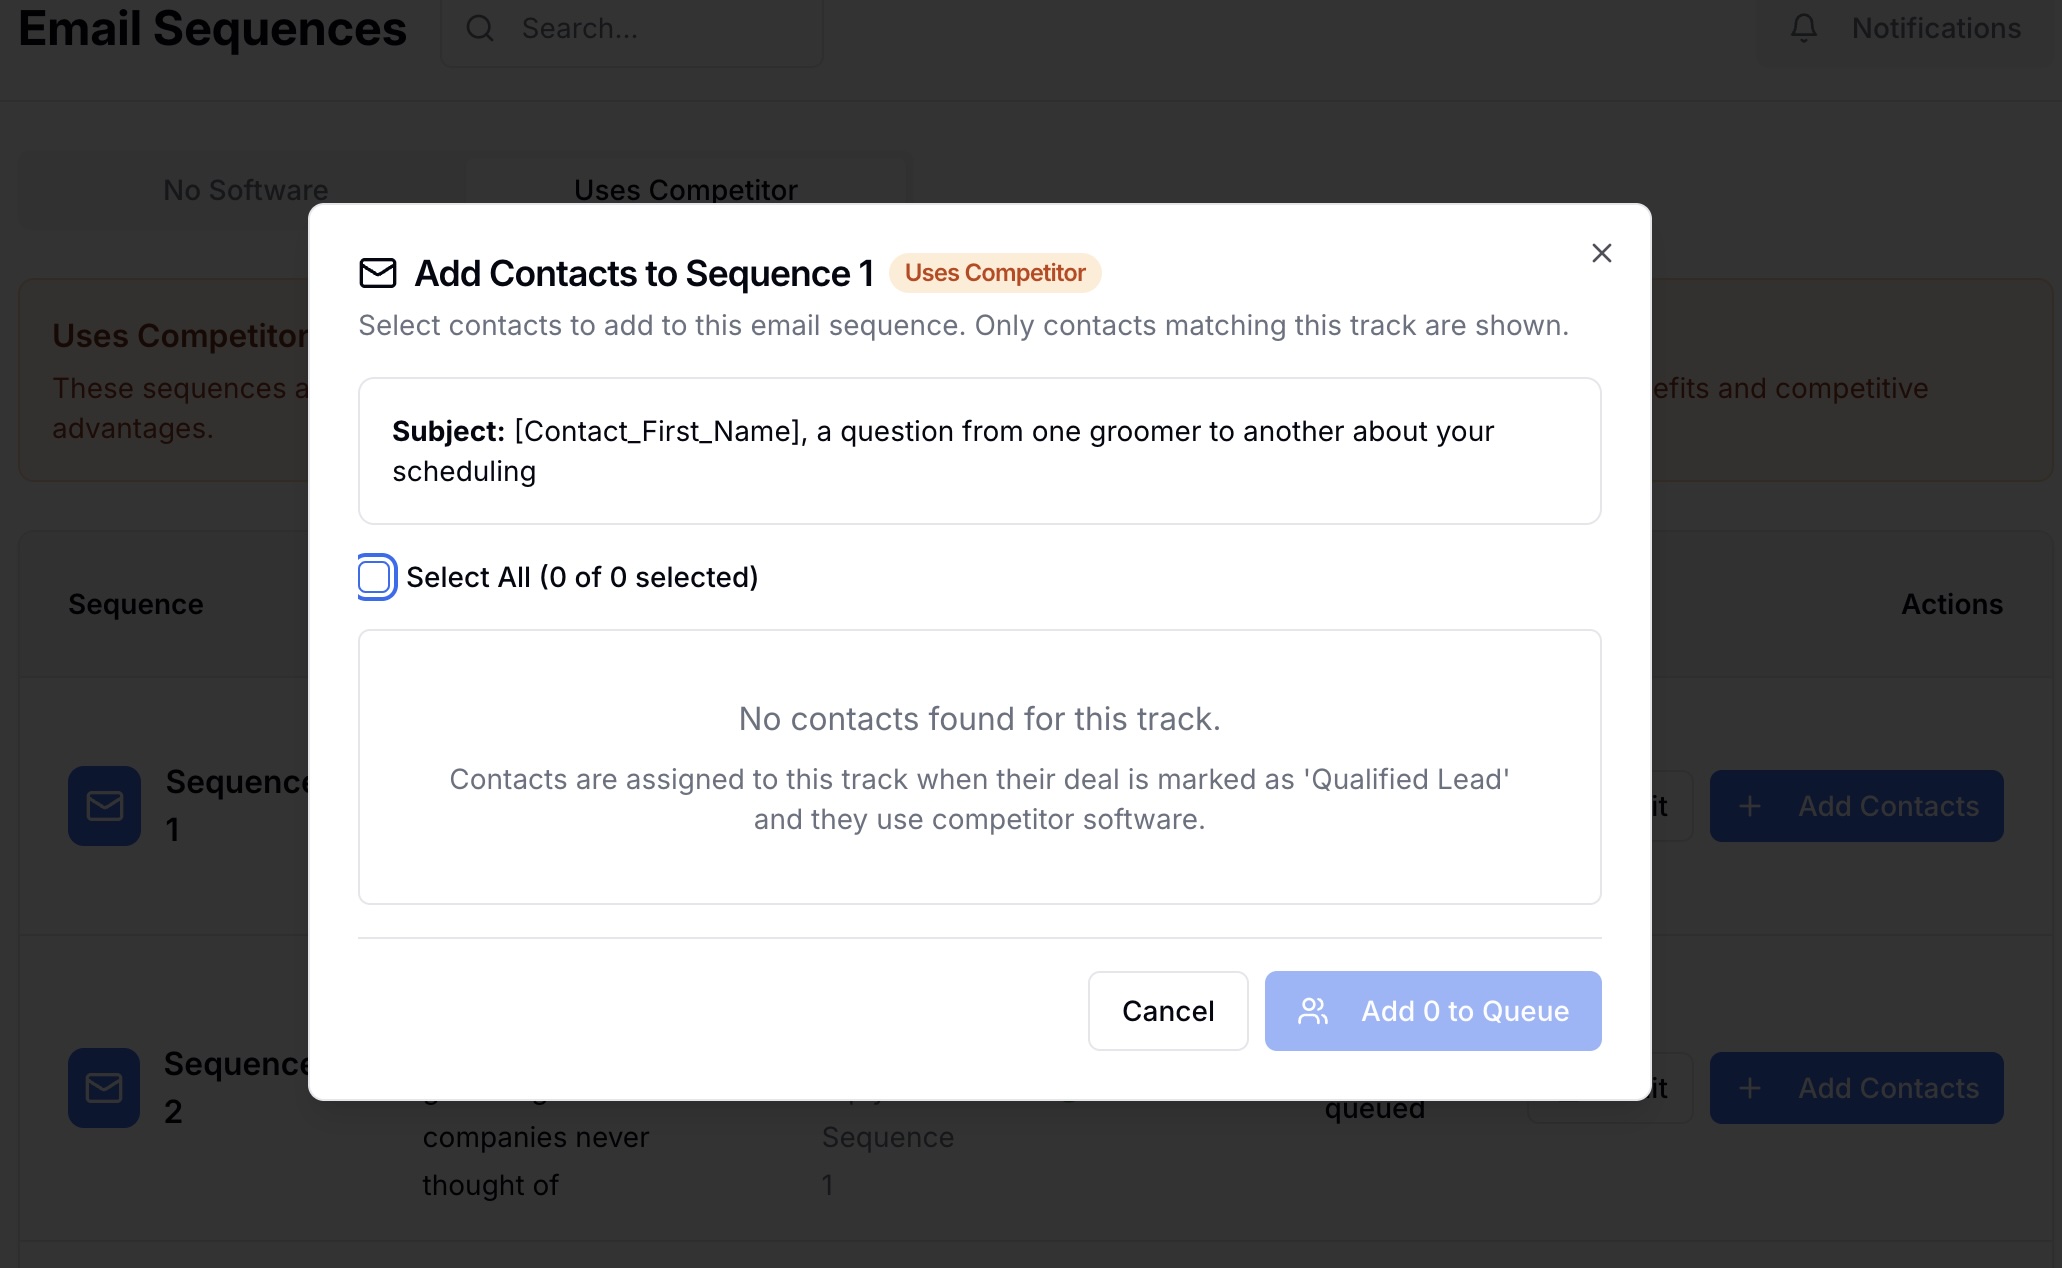 Email Sequences
Search...
Notifications
No Software
Uses Competitor
Add Contacts to Sequence 1
Uses Competitor
Select contacts to add to this email sequence. Only contacts matching this track are shown.
Uses Competitor
These sequences
efits and competitive
advantages.
Subject: [Contact_First_Name], a question from one groomer to another about your
scheduling
Select All (0 of 0 selected)
Sequence
Actions
No contacts found for this track.
Contacts are assigned to this track when their deal is marked as 'Qualified Lead'
and they use competitor software.
Sequence
1
it
Add Contacts
Cancel
Add 0 to Queue
Sequence
2
it
Add Contacts
queued
companies never
thought of
Sequence
1